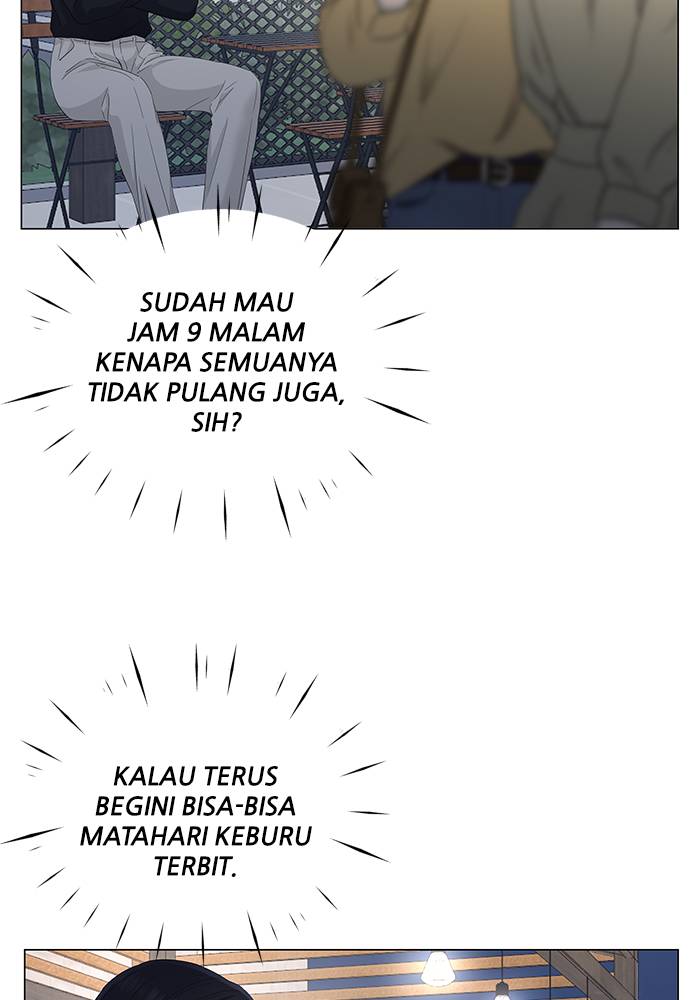 SUDAH MAU
JAM 9 MALAM
KENAPA SEMUANYA
TIDAK PULANG JUGA,
SIH?
KALAU TERUS
BEGINI BISA-BISA
MATAHARI KEBURU
TERBIT.